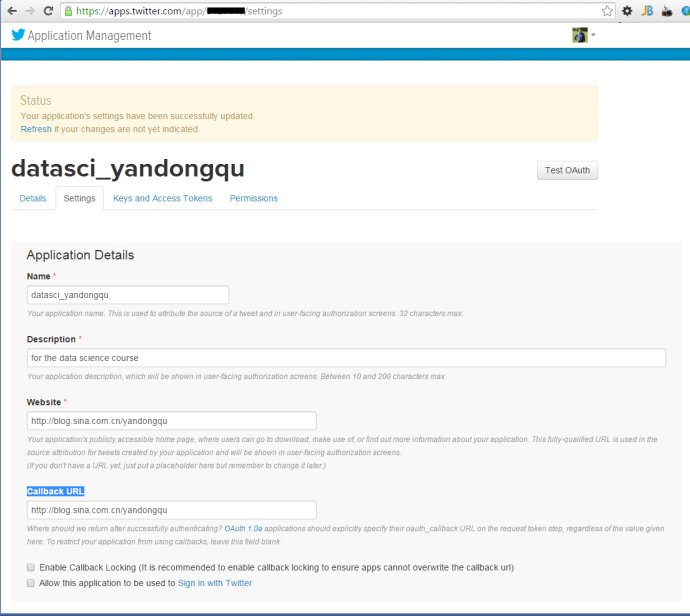 https://apps.twitter.com/app/ /settings
JB
Application Management
Status
Your application's settings have been successfully updated.
Refresh if your changes are not yet indicated.
datasci_yandongqu
Test OAuth
Details Settings Keys and Access Tokens Permissions
Application Details
Name *
datasci_yandongqu
Your application name. This is used to attribute the source of a tweet and in user-facing authorization screens. 32 characters max.
Description *
for the data science course
Your application description, which will be shown in user-facing authorization screens. Between 10 and 200 characters max.
Website *
http://blog.sina.com.cn/yandongqu
Your application's publicly accessible home page, where users can go to download, make use of, or find out more information about your application. This fully-qualified URL is used in the
source attribution for tweets created by your application and will be shown in user-facing authorization screens.
(If you don't have a URL yet, just put a placeholder here but remember to change it later.)
Callback URL
http://blog.sina.com.cn/yandongqu
Where should we return after successfully authenticating? OAuth 1.0a applications should explicitly specify their oauth_callback URL on the request token step, regardless of the value given
here. To restrict your application from using callbacks, leave this field blank.
Enable Callback Locking (It is recommended to enable callback locking to ensure apps cannot overwrite the callback url)
Allow this application to be used to Sign in with Twitter